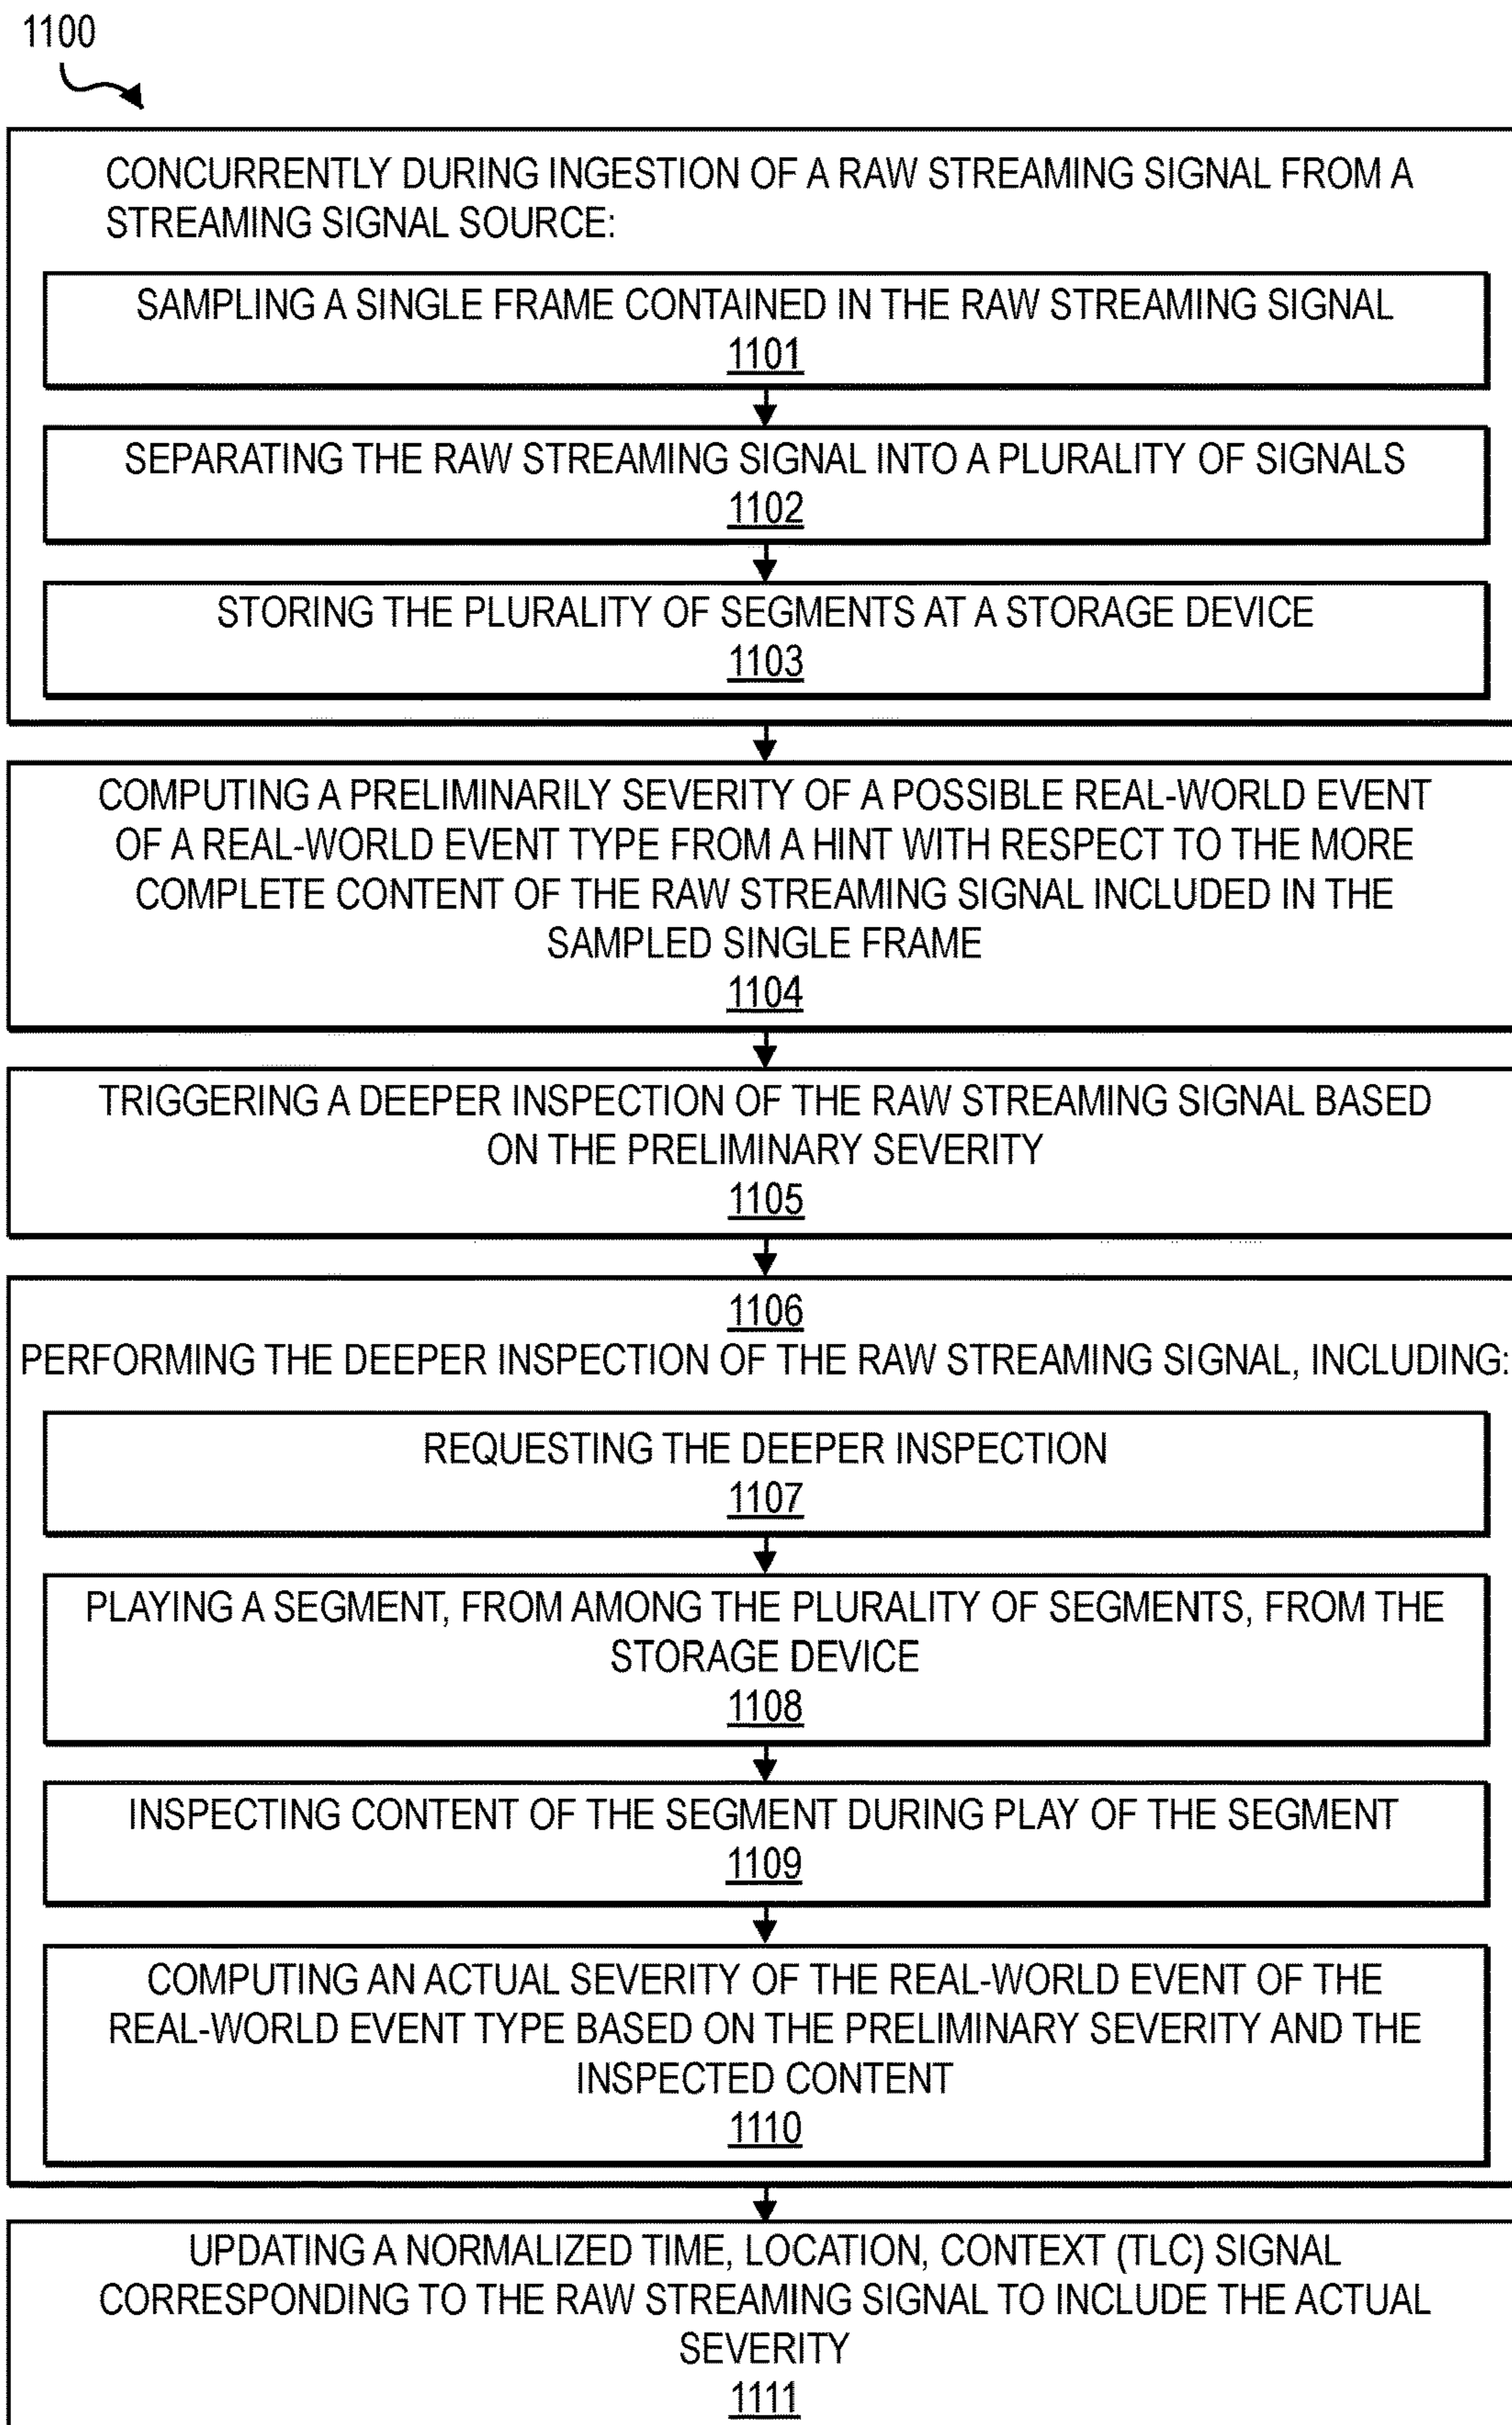 1100
CONCURRENTLY DURING INGESTION OF A RAW STREAMING SIGNAL FROM A
STREAMING SIGNAL SOURCE:
SAMPLING A SINGLE FRAME CONTAINED IN THE RAW STREAMING SIGNAL
1101
SEPARATING THE RAW STREAMING SIGNAL INTO A PLURALITY OF SIGNALS
1102
STORING THE PLURALITY OF SEGMENTS AT A STORAGE DEVICE
1103
COMPUTING A PRELIMINARILY SEVERITY OF A POSSIBLE REAL-WORLD EVENT
OF A REAL-WORLD EVENT TYPE FROM A HINT WITH RESPECT TO THE MORE
COMPLETE CONTENT OF THE RAW STREAMING SIGNAL INCLUDED IN THE
SAMPLED SINGLE FRAME
1104
TRIGGERING A DEEPER INSPECTION OF THE RAW STREAMING SIGNAL BASED
ON THE PRELIMINARY SEVERITY
1105
1106
PERFORMING THE DEEPER INSPECTION OF THE RAW STREAMING SIGNAL, INCLUDING:
REQUESTING THE DEEPER INSPECTION
1107
PLAYING A SEGMENT, FROM AMONG THE PLURALITY OF SEGMENTS, FROM THE
STORAGE DEVICE
1108
INSPECTING CONTENT OF THE SEGMENT DURING PLAY OF THE SEGMENT
1109
COMPUTING AN ACTUAL SEVERITY OF THE REAL-WORLD EVENT OF THE
REAL-WORLD EVENT TYPE BASED ON THE PRELIMINARY SEVERITY AND THE
INSPECTED CONTENT
1110
UPDATING A NORMALIZED TIME, LOCATION, CONTEXT (TLC) SIGNAL
CORRESPONDING TO THE RAW STREAMING SIGNAL TO INCLUDE THE ACTUAL
SEVERITY
1111